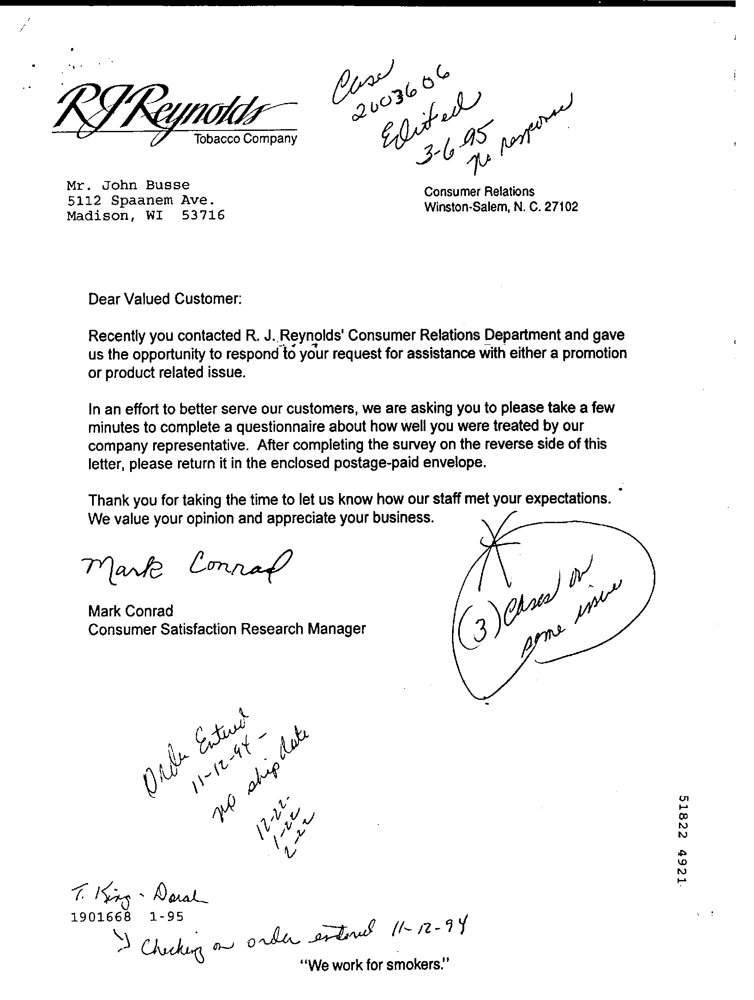 RJReynolds
Tobacco Company
Case
2003606
Edited
3-6-95
no response
Mr. John Busse
5112 Spaanem Ave.
Madison, WI 53716
Consumer Relations
Winston-Salem, N. C. 27102
Dear Valued Customer:
Recently you contacted R. J. Reynolds' Consumer Relations Department and gave
us the opportunity to respond to your request for assistance with either a promotion
or product related issue.
In an effort to better serve our customers, we are asking you to please take a few
minutes to complete a questionnaire about how well you were treated by our
company representative. After completing the survey on the reverse side of this
letter, please return it in the enclosed postage-paid envelope.
Thank you for taking the time to let us know how our staff met your expectations.
We value your opinion and appreciate your business.
Mark Conrad
Mark Conrad
Consumer Satisfaction Research Manager
(3) Cases on
same issue
Order Entered
11-12-94 -
no ship date
12-22-
1-22
2-22
51822 4921
T. King - Doral
1901668 1-95
Checking on order entered 11-12-94
"We work for smokers."